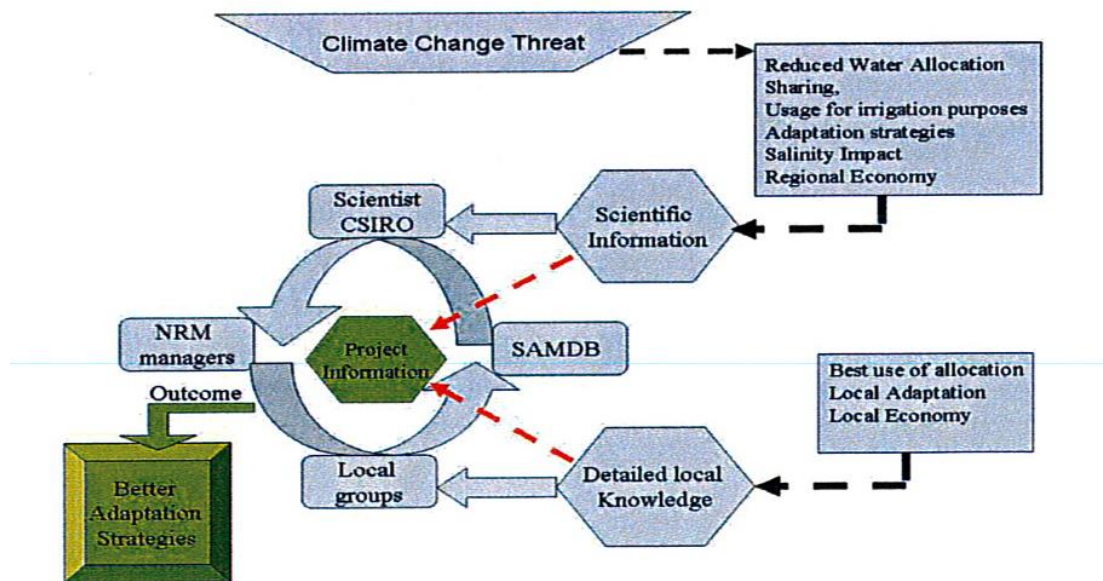 Climate Change Threat
Reduced Water Allocation
Sharing,
Usage for irrigation purposes
Adaptation strategies
Salinity Impact
Regional Economy
Scientist
CSIRO
Scientific
Information
NRM
managers
Project
Information
SAMDB
Outcome
Best use of allocation
Local Adaptation
Local Economy
Better
Adaptation
Strategies
Local
groups
Detailed local
Knowledge